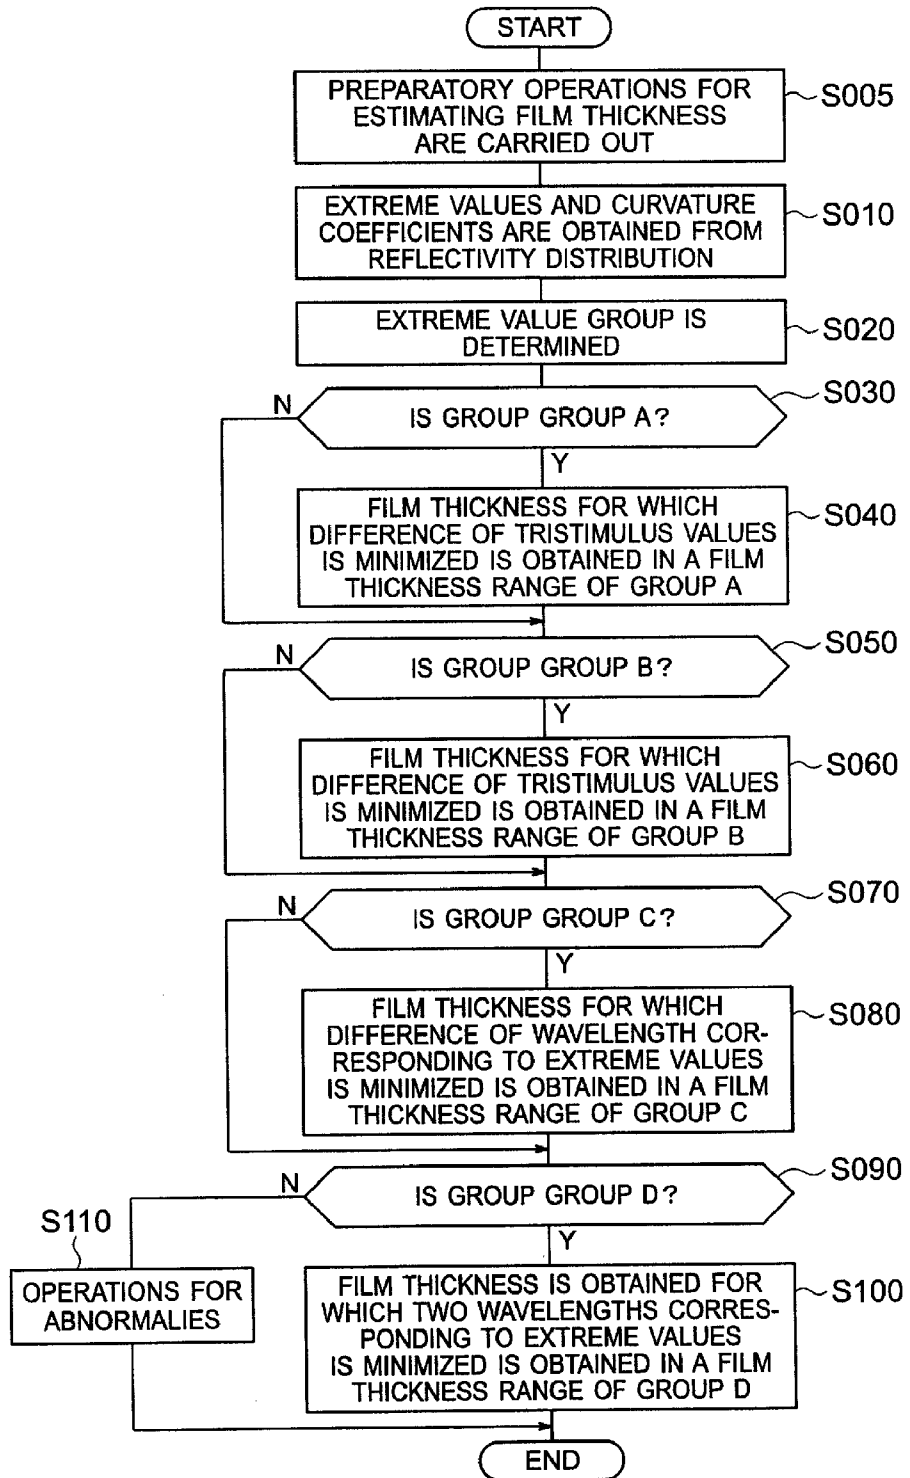 START
PREPARATORY OPERATIONS FOR
ESTIMATING FILM THICKNESS
ARE CARRIED OUT
S005
EXTREME VALUES AND CURVATURE
COEFFICIENTS ARE OBTAINED FROM
REFLECTIVITY DISTRIBUTION
S010
EXTREME VALUE GROUP IS
DETERMINED
S020
N
IS GROUP GROUP A?
S030
Y
FILM THICKNESS FOR WHICH
DIFFERENCE OF TRISTIMULUS VALUES
IS MINIMIZED IS OBTAINED IN A FILM
THICKNESS RANGE OF GROUP A
S040
N
IS GROUP GROUP B?
S050
Y
FILM THICKNESS FOR WHICH
DIFFERENCE OF TRISTIMULUS VALUES
IS MINIMIZED IS OBTAINED IN A FILM
THICKNESS RANGE OF GROUP B
S060
N
IS GROUP GROUP C?
S070
Y
FILM THICKNESS FOR WHICH
DIFFERENCE OF WAVELENGTH COR-
RESPONDING TO EXTREME VALUES
IS MINIMIZED IS OBTAINED IN A FILM
THICKNESS RANGE OF GROUP C
S080
N
IS GROUP GROUP D?
S090
Y
S110
OPERATIONS FOR
ABNORMALIES
FILM THICKNESS IS OBTAINED FOR
WHICH TWO WAVELENGTHS CORRES-
PONDING TO EXTREME VALUES
IS MINIMIZED IS OBTAINED IN A FILM
THICKNESS RANGE OF GROUP D
S100
END